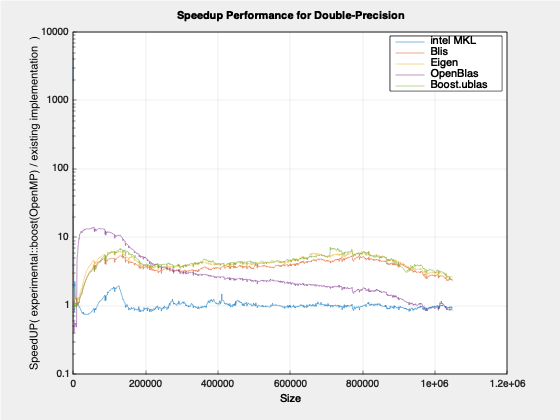 Speedup Performance for Double-Precision
SpeedUP( experimental::boost(OpenMP) / existing implementation )
10000
1000
100
10
1
0.1
intel MKL
Blis
Eigen
OpenBlas
Boost.ublas
0 200000 400000 600000 800000 1e+06 1.2e+06
Size